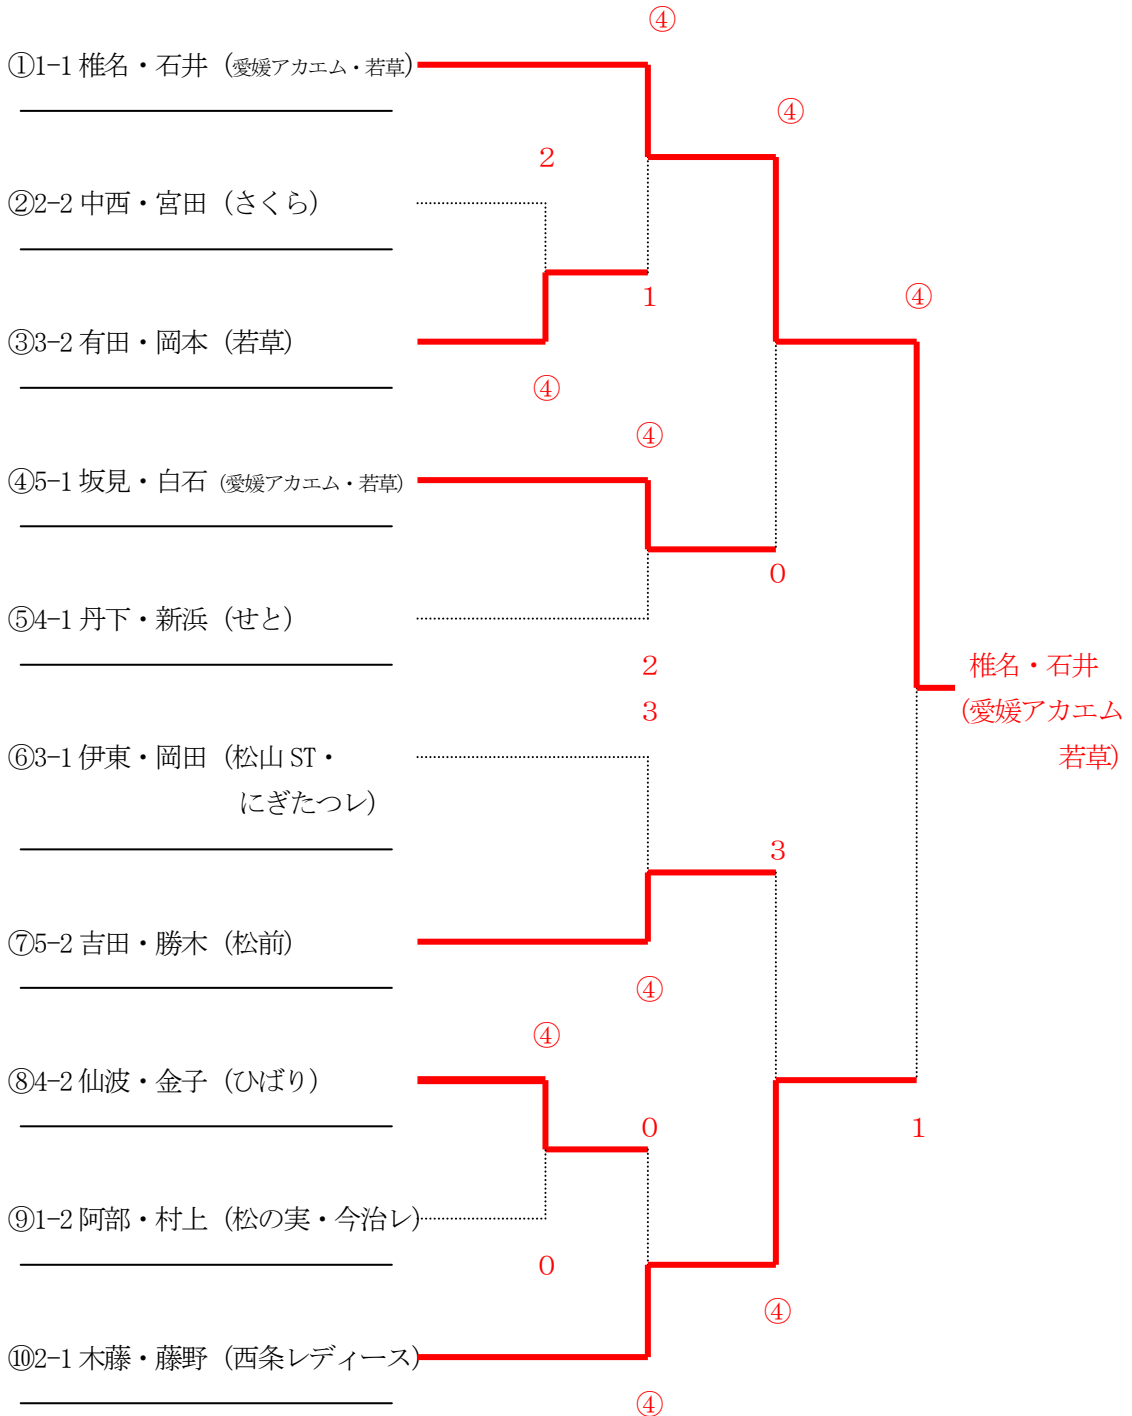 ④
①1-1 椎名・石井（愛媛アカエム・若草）
④
2
②2-2 中西・宮田（さくら）
1
④
③3-2 有田・岡本（若草）
④
④
④5-1 坂見・白石（愛媛アカエム・若草）
0
⑤4-1 丹下・新浜（せと）
2
椎名・石井
3
（愛媛アカエム
⑥3-1 伊東・岡田（松山 ST・
若草）
にぎたつレ）
3
⑦5-2 吉田・勝木（松前）
④
④
⑧4-2 仙波・金子（ひばり）
0
1
⑨1-2 阿部・村上（松の実・今治レ）
0
④
⑩2-1 木藤・藤野（西条レディース）
④